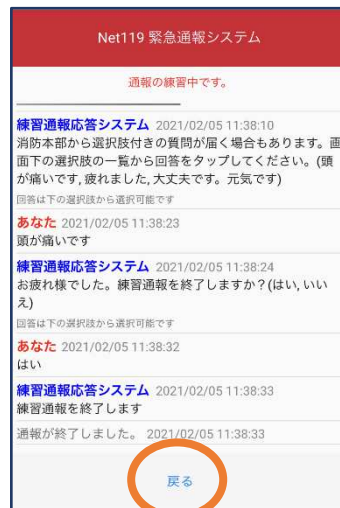 Net119 緊急通報システム
通報の練習中です。
練習通報応答システム 2021/02/05 11:38:10
消防本部から選択肢付きの質問が届く場合もあります。画
面下の選択肢の一覧から回答をタップしてください。(頭
が痛いです, 疲れました, 大丈夫です。元気です)
回答は下の選択肢から選択可能です
あなた 2021/02/05 11:38:23
頭が痛いです
練習通報応答システム 2021/02/05 11:38:24
お疲れ様でした。練習通報を終了しますか？(はい, いい
え)
回答は下の選択肢から選択可能です
あなた 2021/02/05 11:38:32
はい
練習通報応答システム 2021/02/05 11:38:33
練習通報を終了します
通報が終了しました。 2021/02/05 11:38:33
戻る